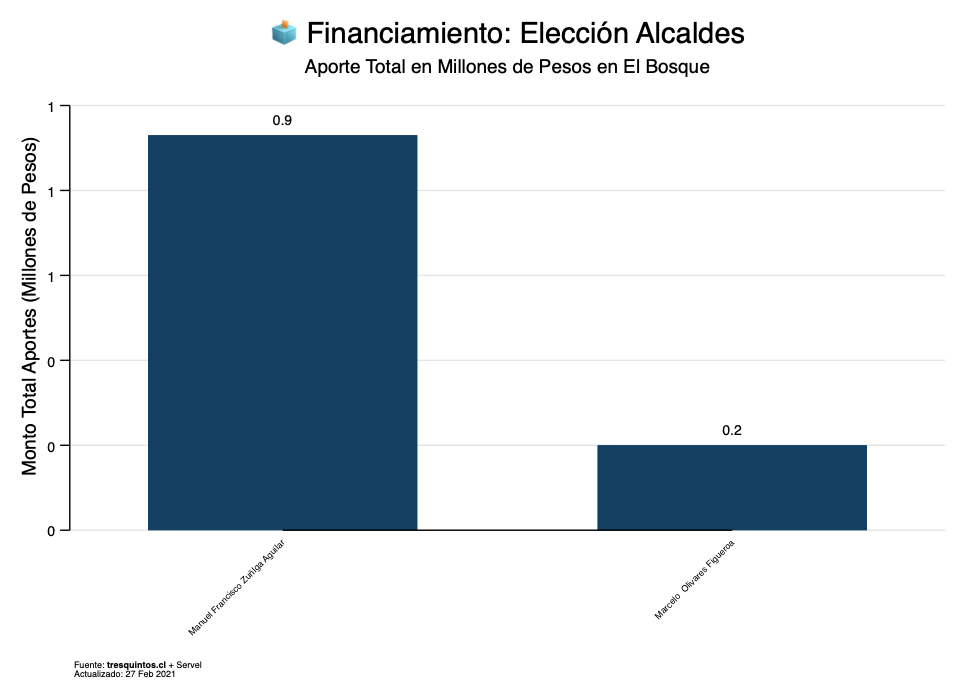 Financiamiento: Elección Alcaldes
Aporte Total en Millones de Pesos en El Bosque
Monto Total Aportes (Millones de Pesos)
1
1
1
0
0
0
0.9
0.2
Manuel Francisco Zuñiga Aguilar
Marcelo Olivares Figueroa
Fuente: tresquintos.cl + Servel
Actualizado: 27 Feb 2021